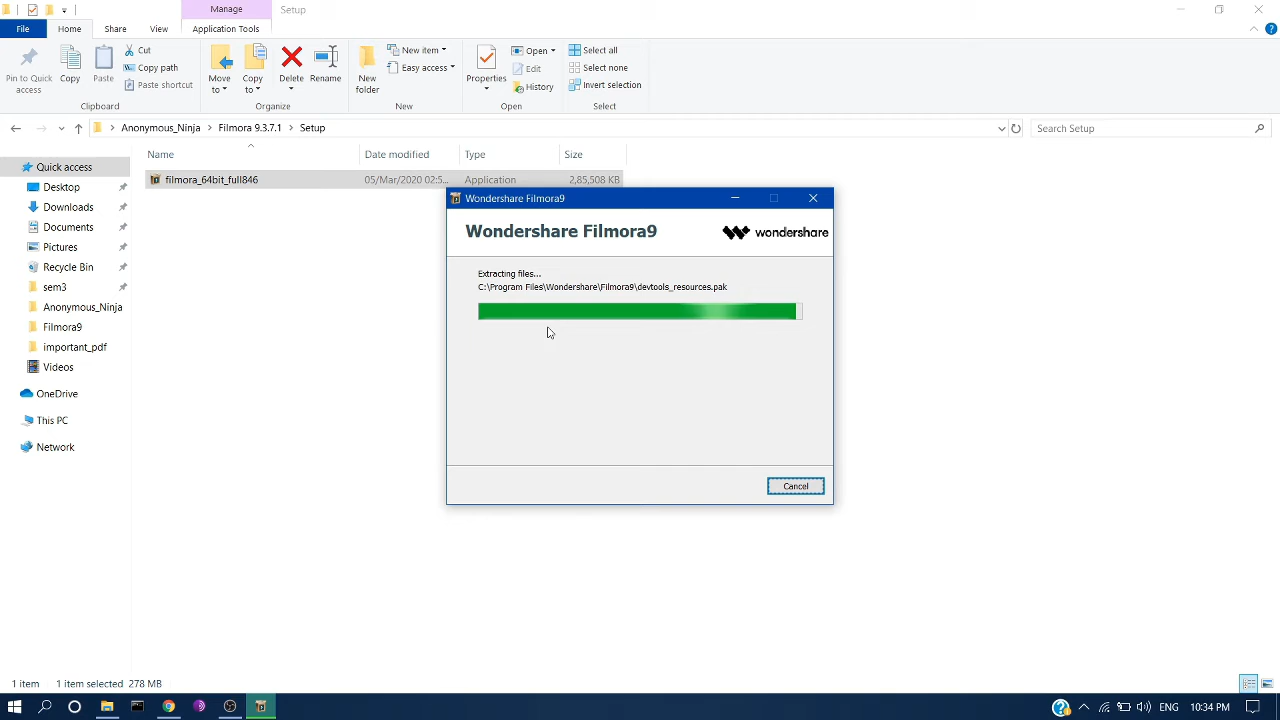 Manage
Setup
File
Home
Share
View
Application Tools
Pin to Quick access
Copy
Paste
Cut
Copy path
Paste shortcut
Clipboard
Move to
Copy to
Delete
Rename
Organize
New folder
New item
Easy access
New
Properties
Open
Edit
History
Open
Select all
Select none
Invert selection
Select
Anonymous_Ninja
Filmora 9.3.7.1
Setup
Search Setup
Name
Date modified
Type
Size
filmora_64bit_full846
05/Mar/2020 02:5...
Application
2,85,508 KB
Quick access
Desktop
Downloads
Documents
Pictures
Recycle Bin
sem3
Anonymous_Ninja
Filmora9
important_pdf
Videos
OneDrive
This PC
Network
Wondershare Filmora9
Wondershare Filmora9
wondershare
Extracting files...
C:\Program Files\Wondershare\Filmora9\devtools_resources.pak
Cancel
1 item
1 item selected 278 MB
ENG
10:34 PM